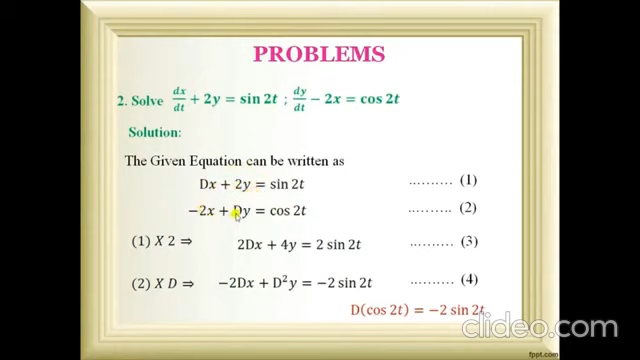 PROBLEMS
2. Solve dx/dt + 2y = sin 2t ; dy/dt − 2x = cos 2t
Solution:
The Given Equation can be written as
Dx + 2y = sin 2t .......... (1)
−2x + Dy = cos 2t .......... (2)
(1) X 2 ⇒ 2Dx + 4y = 2 sin 2t .......... (3)
(2) X D ⇒ −2Dx + D²y = −2 sin 2t .......... (4)
D(cos 2t) = −2 sin 2t
clideo.com
fppt.com